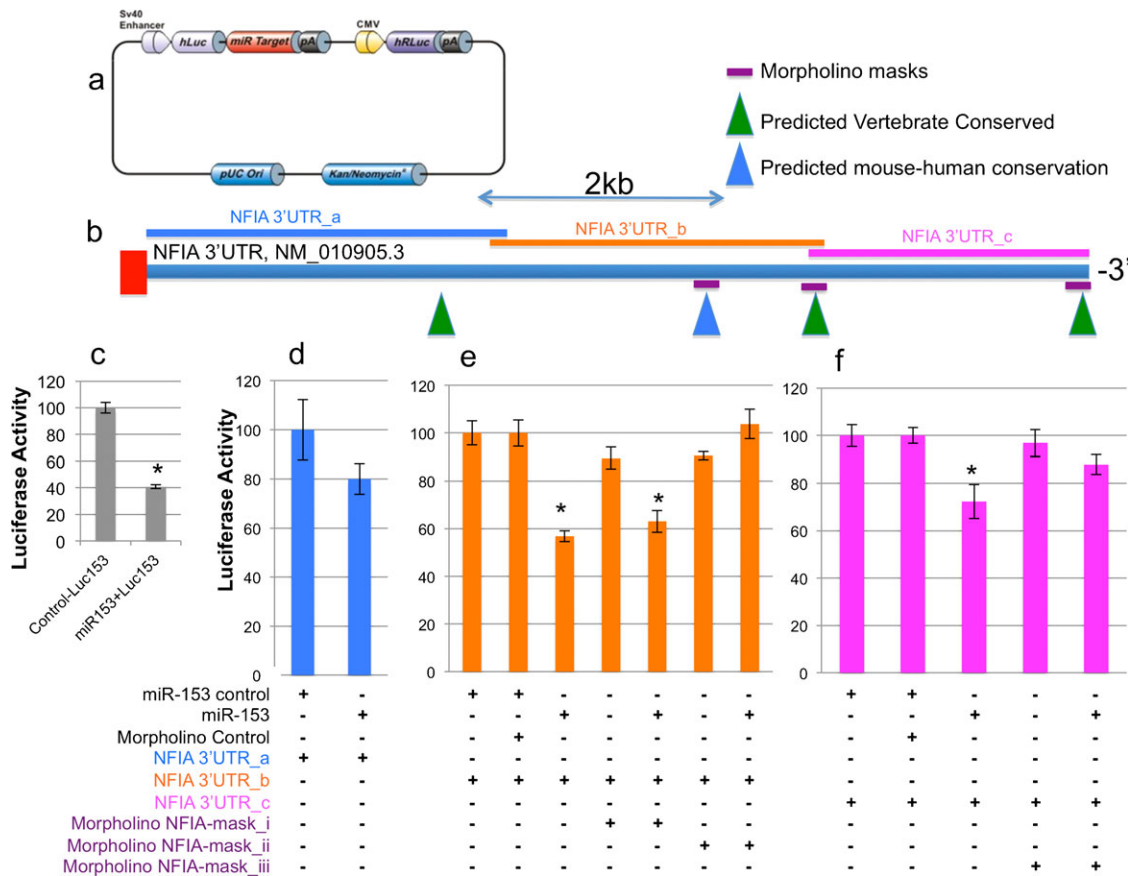 Sv40
Enhancer
hLuc
miR Target
pA
CMV
hRLuc
pA
a
pUC Ori
Kan/Neomycinᴿ
Morpholino masks
Predicted Vertebrate Conserved
Predicted mouse-human conservation
2kb
b
NFIA 3'UTR_a
NFIA 3'UTR_b
NFIA 3'UTR_c
NFIA 3'UTR, NM_010905.3
-3'
c
Luciferase Activity
120
100
80
60
40
20
0
*
Control-Luc153
miR153+Luc153
d
Luciferase Activity
120
100
80
60
40
20
0
e
120
100
80
60
40
20
0
*
*
f
120
100
80
60
40
20
0
*
miR-153 control + - + + - - - - - + + - - -
miR-153 - + - - + - + - + - - + - +
Morpholino Control - - - + - - - - - - + - - -
NFIA 3'UTR_a + + - - - - - - - - - - - -
NFIA 3'UTR_b - - + + + + + + + - - - - -
NFIA 3'UTR_c - - - - - - - - - + + + + +
Morpholino NFIA-mask_i - - - - - + + - - - - - - -
Morpholino NFIA-mask_ii - - - - - - - + + - - - - -
Morpholino NFIA-mask_iii - - - - - - - - - - - - + +